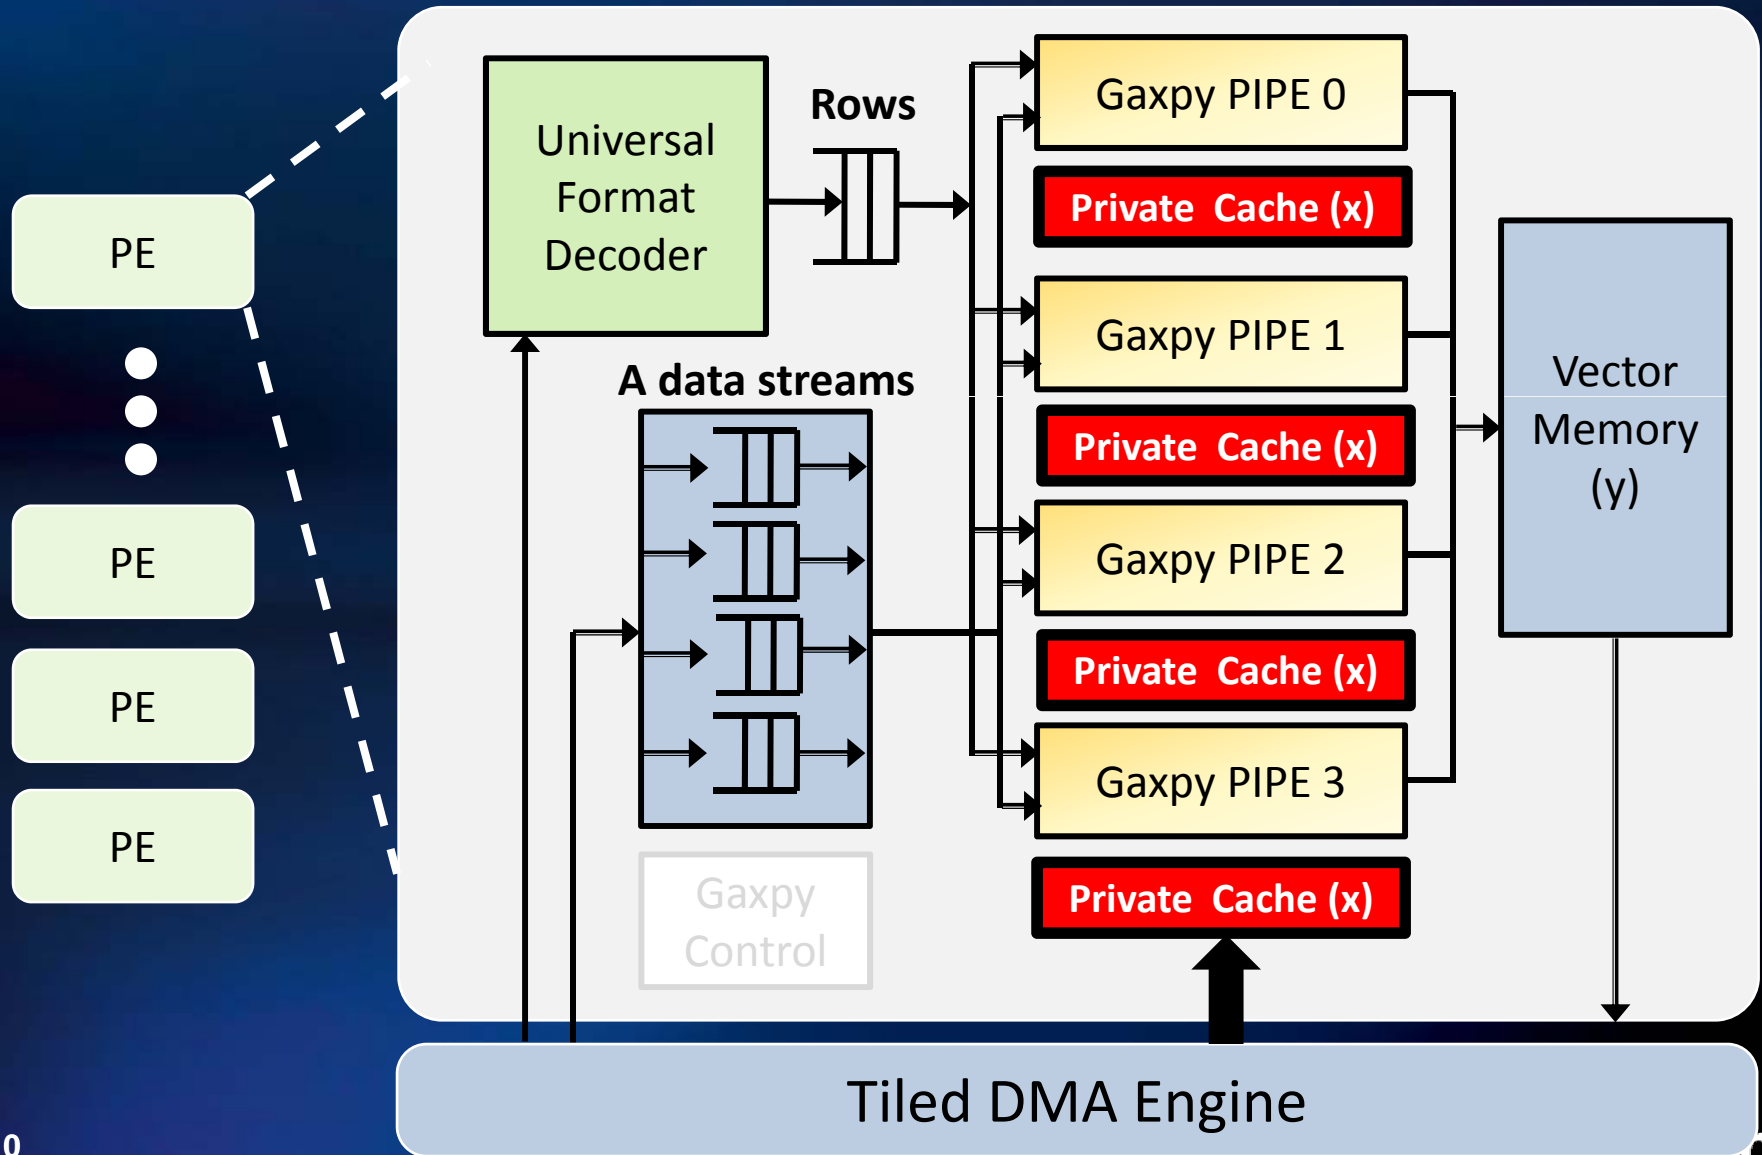 PE
PE
PE
PE
Universal
Format
Decoder
Rows
A data streams
Gaxpy
Control
Gaxpy PIPE 0
Private Cache (x)
Gaxpy PIPE 1
Private Cache (x)
Gaxpy PIPE 2
Private Cache (x)
Gaxpy PIPE 3
Private Cache (x)
Vector
Memory
(y)
Tiled DMA Engine
0